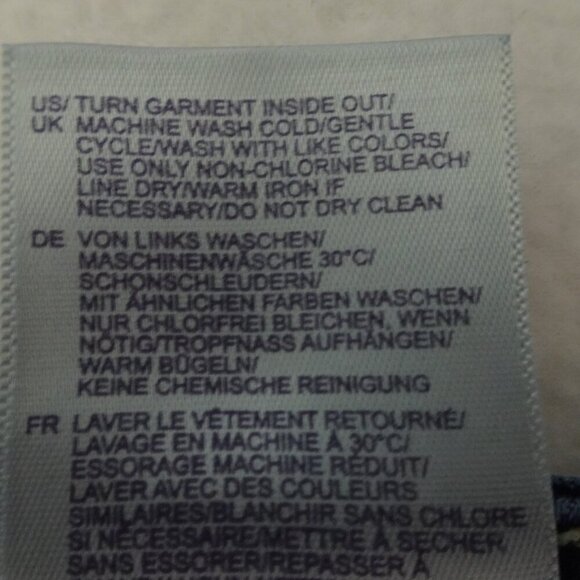 US/ TURN GARMENT INSIDE OUT/
UK MACHINE WASH COLD/GENTLE
CYCLE/WASH WITH LIKE COLORS/
USE ONLY NON-CHLORINE BLEACH/
LINE DRY/WARM IRON IF
NECESSARY/DO NOT DRY CLEAN
DE VON LINKS WASCHEN/
MASCHINENWÄSCHE 30°C/
SCHONSCHLEUDERN/
MIT ÄHNLICHEN FARBEN WASCHEN/
NUR CHLORFREI BLEICHEN, WENN
NÖTIG/TROPFNASS AUFHÄNGEN/
WARM BÜGELN/
KEINE CHEMISCHE REINIGUNG
FR LAVER LE VÊTEMENT RETOURNÉ/
LAVAGE EN MACHINE À 30°C/
ESSORAGE MACHINE RÉDUIT/
LAVER AVEC DES COULEURS
SIMILAIRES/BLANCHIR SANS CHLORE
SI NÉCESSAIRE/METTRE À SÉCHER
SANS ESSORER/REPASSER À